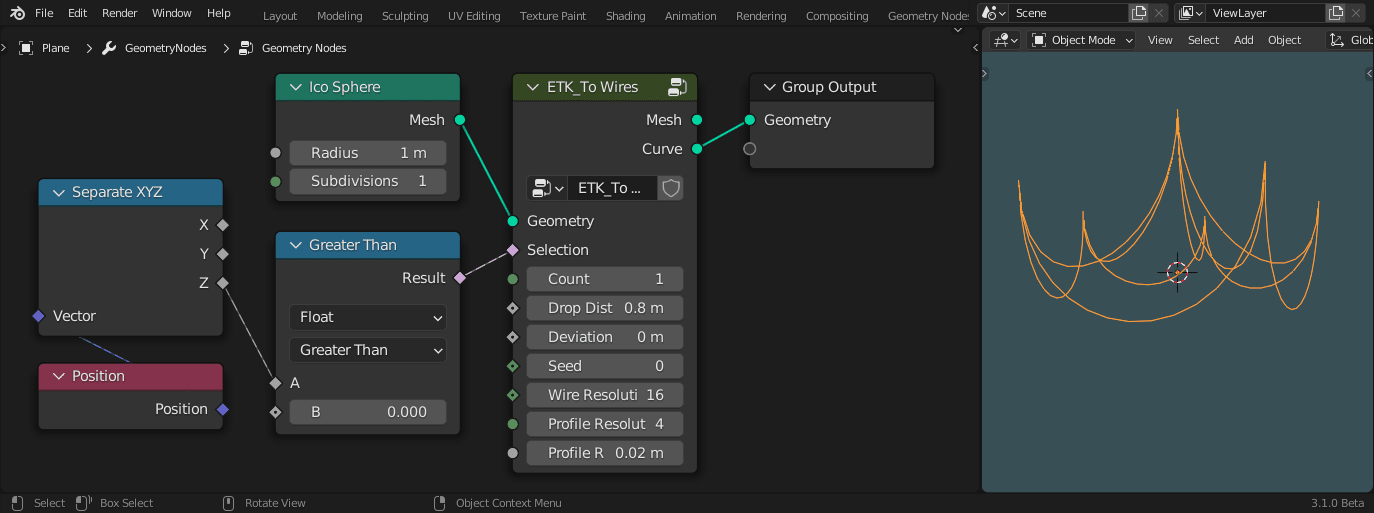 File Edit Render Window Help Layout Modeling Sculpting UV Editing Texture Paint Shading Animation Rendering Compositing Geometry Nodes Scene ViewLayer
Plane GeometryNodes Geometry Nodes
Object Mode View Select Add Object Glob
Separate XYZ
X
Y
Z
Vector
Position
Position
Ico Sphere
Mesh
Radius 1 m
Subdivisions 1
Greater Than
Result
Float
Greater Than
A
B 0.000
ETK_To Wires
Mesh
Curve
ETK_To ...
Geometry
Selection
Count 1
Drop Dist 0.8 m
Deviation 0 m
Seed 0
Wire Resoluti 16
Profile Resolut 4
Profile R 0.02 m
Group Output
Geometry
Select Box Select Rotate View Object Context Menu 3.1.0 Beta